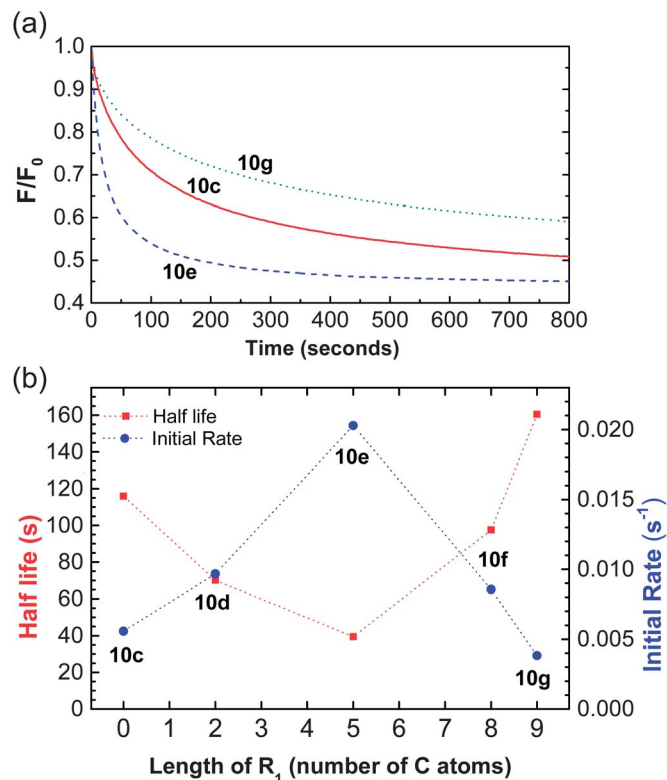 (a)
1.0
0.9
0.8
0.7
0.6
0.5
0.4
F/F0
10g
10c
10e
0 100 200 300 400 500 600 700 800
Time (seconds)
(b)
160
140
120
100
80
60
40
20
0
Half life (s)
Half life
Initial Rate
10c
10d
10e
10f
10g
0.020
0.015
0.010
0.005
0.000
Initial Rate (s-1)
0 1 2 3 4 5 6 7 8 9
Length of R1 (number of C atoms)